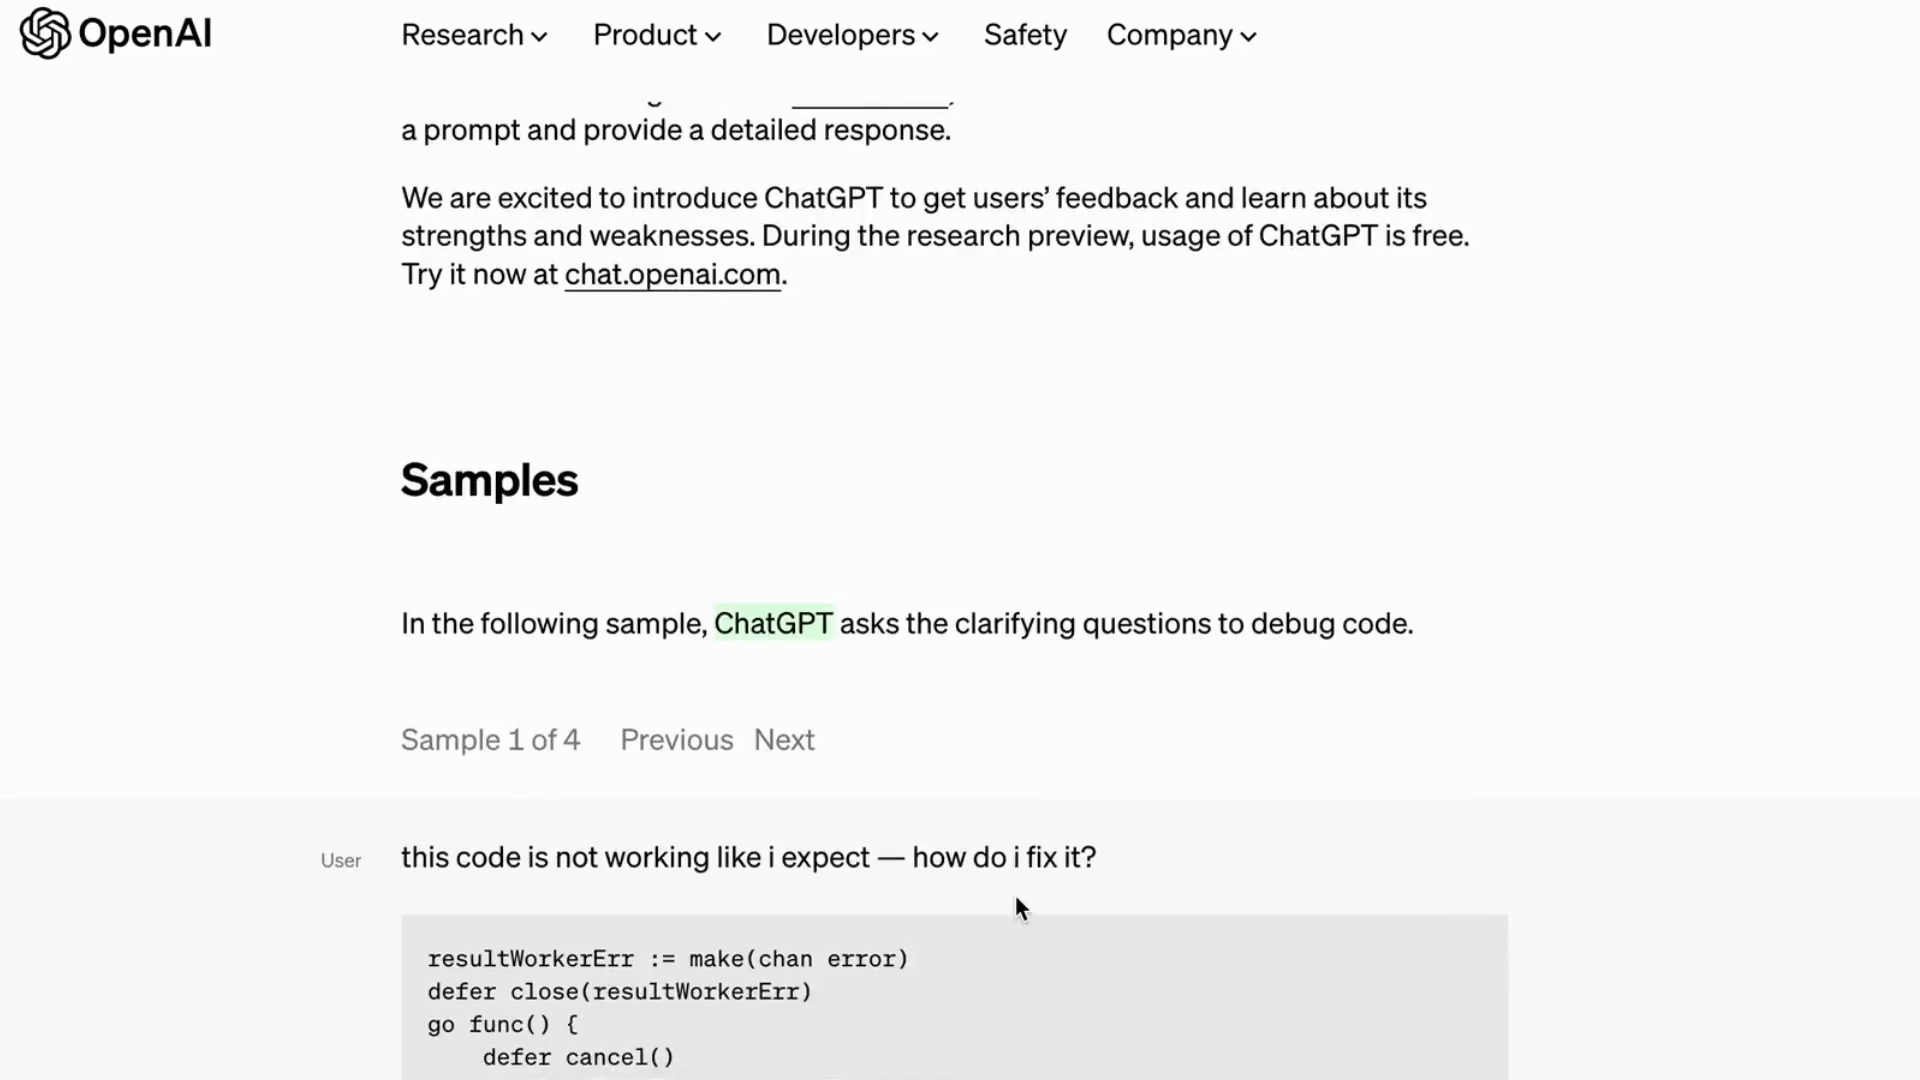 OpenAI
Research
Product
Developers
Safety
Company
a prompt and provide a detailed response.
We are excited to introduce ChatGPT to get users’ feedback and learn about its
strengths and weaknesses. During the research preview, usage of ChatGPT is free.
Try it now at chat.openai.com.
Samples
In the following sample, ChatGPT asks the clarifying questions to debug code.
Sample 1 of 4 Previous Next
User this code is not working like i expect — how do i fix it?
resultWorkerErr := make(chan error)
defer close(resultWorkerErr)
go func() {
    defer cancel()